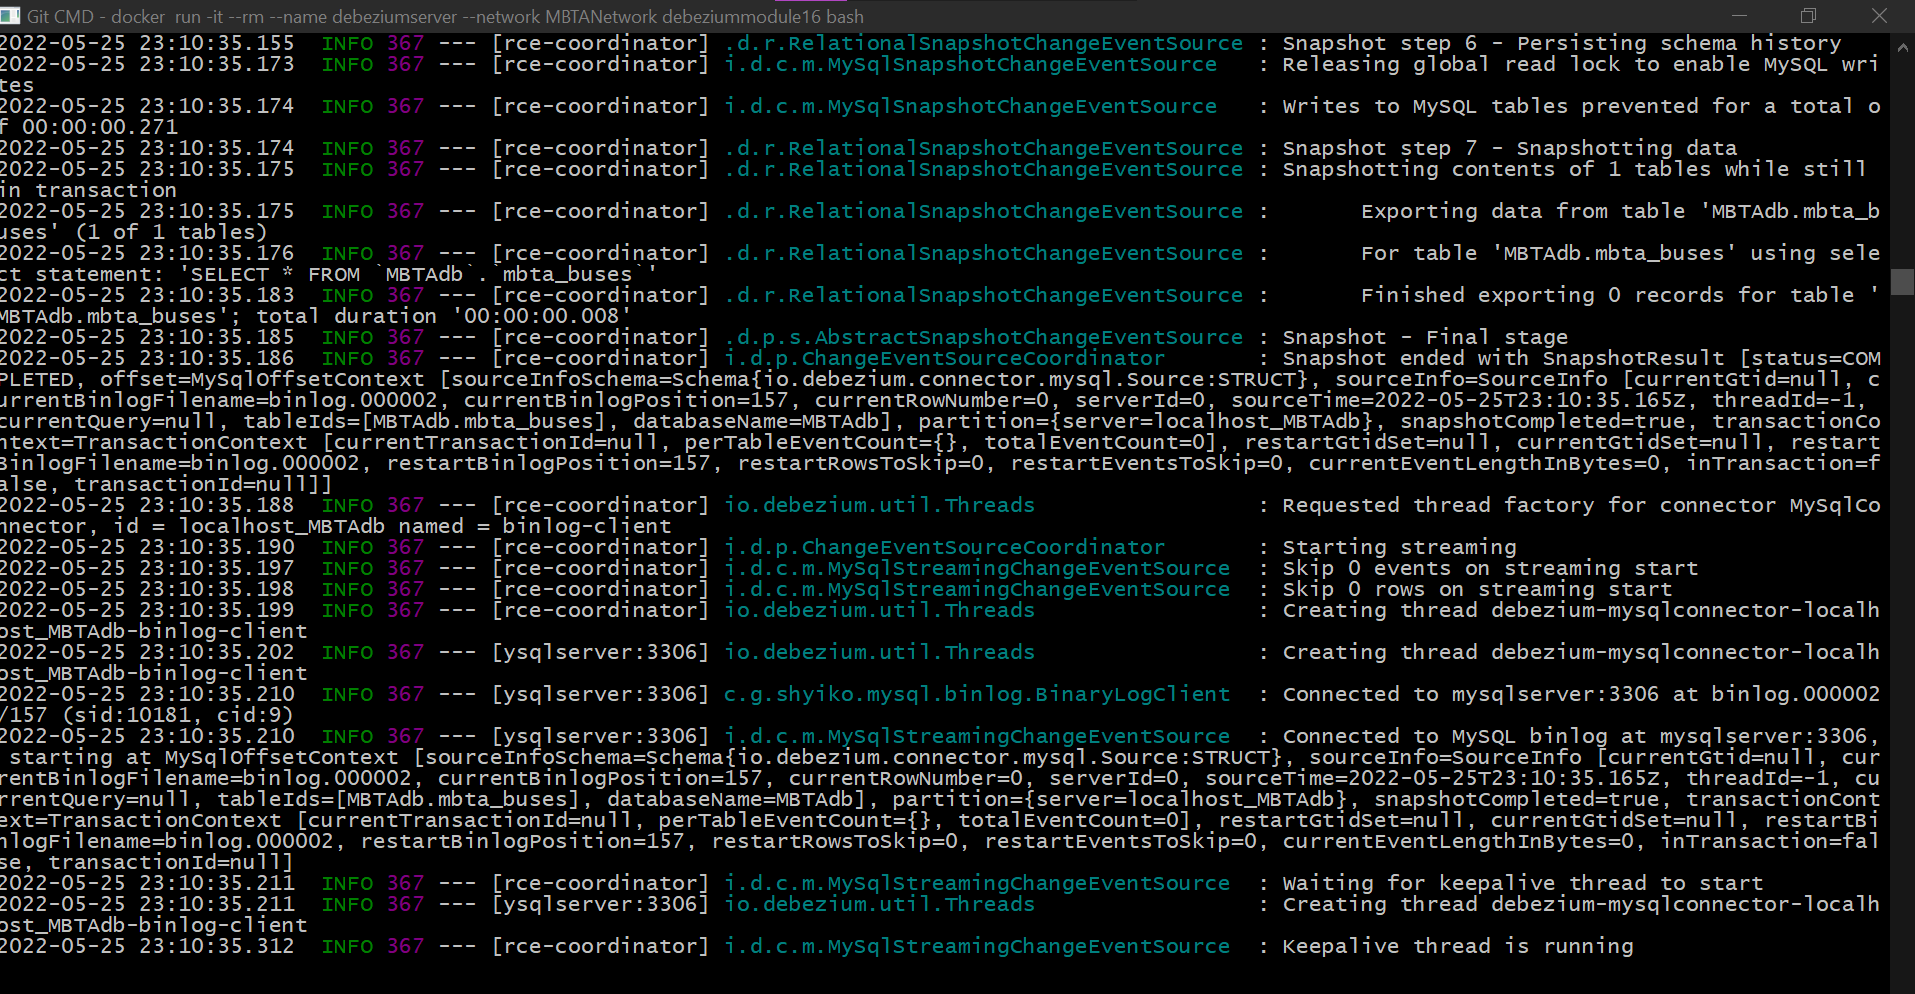 Git CMD - docker  run -it --rm --name debeziumserver --network MBTANetwork debeziummodule16 bash
2022-05-25 23:10:35.155  INFO 367 --- [rce-coordinator] .d.r.RelationalSnapshotChangeEventSource : Snapshot step 6 - Persisting schema history
2022-05-25 23:10:35.173  INFO 367 --- [rce-coordinator] i.d.c.m.MySqlSnapshotChangeEventSource   : Releasing global read lock to enable MySQL wri
tes
2022-05-25 23:10:35.174  INFO 367 --- [rce-coordinator] i.d.c.m.MySqlSnapshotChangeEventSource   : Writes to MySQL tables prevented for a total o
f 00:00:00.271
2022-05-25 23:10:35.174  INFO 367 --- [rce-coordinator] .d.r.RelationalSnapshotChangeEventSource : Snapshot step 7 - Snapshotting data
2022-05-25 23:10:35.175  INFO 367 --- [rce-coordinator] .d.r.RelationalSnapshotChangeEventSource : Snapshotting contents of 1 tables while still
in transaction
2022-05-25 23:10:35.175  INFO 367 --- [rce-coordinator] .d.r.RelationalSnapshotChangeEventSource :       Exporting data from table 'MBTAdb.mbta_b
uses' (1 of 1 tables)
2022-05-25 23:10:35.176  INFO 367 --- [rce-coordinator] .d.r.RelationalSnapshotChangeEventSource :       For table 'MBTAdb.mbta_buses' using sele
ct statement: 'SELECT * FROM `MBTAdb`.`mbta_buses`'
2022-05-25 23:10:35.183  INFO 367 --- [rce-coordinator] .d.r.RelationalSnapshotChangeEventSource :       Finished exporting 0 records for table '
MBTAdb.mbta_buses'; total duration '00:00:00.008'
2022-05-25 23:10:35.185  INFO 367 --- [rce-coordinator] .d.p.s.AbstractSnapshotChangeEventSource : Snapshot - Final stage
2022-05-25 23:10:35.186  INFO 367 --- [rce-coordinator] i.d.p.ChangeEventSourceCoordinator       : Snapshot ended with SnapshotResult [status=COM
PLETED, offset=MySqlOffsetContext [sourceInfoSchema=Schema{io.debezium.connector.mysql.Source:STRUCT}, sourceInfo=SourceInfo [currentGtid=null, c
urrentBinlogFilename=binlog.000002, currentBinlogPosition=157, currentRowNumber=0, serverId=0, sourceTime=2022-05-25T23:10:35.165Z, threadId=-1,
currentQuery=null, tableIds=[MBTAdb.mbta_buses], databaseName=MBTAdb], partition={server=localhost_MBTAdb}, snapshotCompleted=true, transactionCo
ntext=TransactionContext [currentTransactionId=null, perTableEventCount={}, totalEventCount=0], restartGtidSet=null, currentGtidSet=null, restart
BinlogFilename=binlog.000002, restartBinlogPosition=157, restartRowsToSkip=0, restartEventsToSkip=0, currentEventLengthInBytes=0, inTransaction=f
alse, transactionId=null]]
2022-05-25 23:10:35.188  INFO 367 --- [rce-coordinator] io.debezium.util.Threads                 : Requested thread factory for connector MySqlCo
nnector, id = localhost_MBTAdb named = binlog-client
2022-05-25 23:10:35.190  INFO 367 --- [rce-coordinator] i.d.p.ChangeEventSourceCoordinator       : Starting streaming
2022-05-25 23:10:35.197  INFO 367 --- [rce-coordinator] i.d.c.m.MySqlStreamingChangeEventSource  : Skip 0 events on streaming start
2022-05-25 23:10:35.198  INFO 367 --- [rce-coordinator] i.d.c.m.MySqlStreamingChangeEventSource  : Skip 0 rows on streaming start
2022-05-25 23:10:35.199  INFO 367 --- [rce-coordinator] io.debezium.util.Threads                 : Creating thread debezium-mysqlconnector-localh
ost_MBTAdb-binlog-client
2022-05-25 23:10:35.202  INFO 367 --- [ysqlserver:3306] io.debezium.util.Threads                 : Creating thread debezium-mysqlconnector-localh
ost_MBTAdb-binlog-client
2022-05-25 23:10:35.210  INFO 367 --- [ysqlserver:3306] c.g.shyiko.mysql.binlog.BinaryLogClient  : Connected to mysqlserver:3306 at binlog.000002
/157 (sid:10181, cid:9)
2022-05-25 23:10:35.210  INFO 367 --- [ysqlserver:3306] i.d.c.m.MySqlStreamingChangeEventSource  : Connected to MySQL binlog at mysqlserver:3306,
 starting at MySqlOffsetContext [sourceInfoSchema=Schema{io.debezium.connector.mysql.Source:STRUCT}, sourceInfo=SourceInfo [currentGtid=null, cur
rentBinlogFilename=binlog.000002, currentBinlogPosition=157, currentRowNumber=0, serverId=0, sourceTime=2022-05-25T23:10:35.165Z, threadId=-1, cu
rrentQuery=null, tableIds=[MBTAdb.mbta_buses], databaseName=MBTAdb], partition={server=localhost_MBTAdb}, snapshotCompleted=true, transactionCont
ext=TransactionContext [currentTransactionId=null, perTableEventCount={}, totalEventCount=0], restartGtidSet=null, currentGtidSet=null, restartBi
nlogFilename=binlog.000002, restartBinlogPosition=157, restartRowsToSkip=0, restartEventsToSkip=0, currentEventLengthInBytes=0, inTransaction=fal
se, transactionId=null]
2022-05-25 23:10:35.211  INFO 367 --- [rce-coordinator] i.d.c.m.MySqlStreamingChangeEventSource  : Waiting for keepalive thread to start
2022-05-25 23:10:35.211  INFO 367 --- [ysqlserver:3306] io.debezium.util.Threads                 : Creating thread debezium-mysqlconnector-localh
ost_MBTAdb-binlog-client
2022-05-25 23:10:35.312  INFO 367 --- [rce-coordinator] i.d.c.m.MySqlStreamingChangeEventSource  : Keepalive thread is running